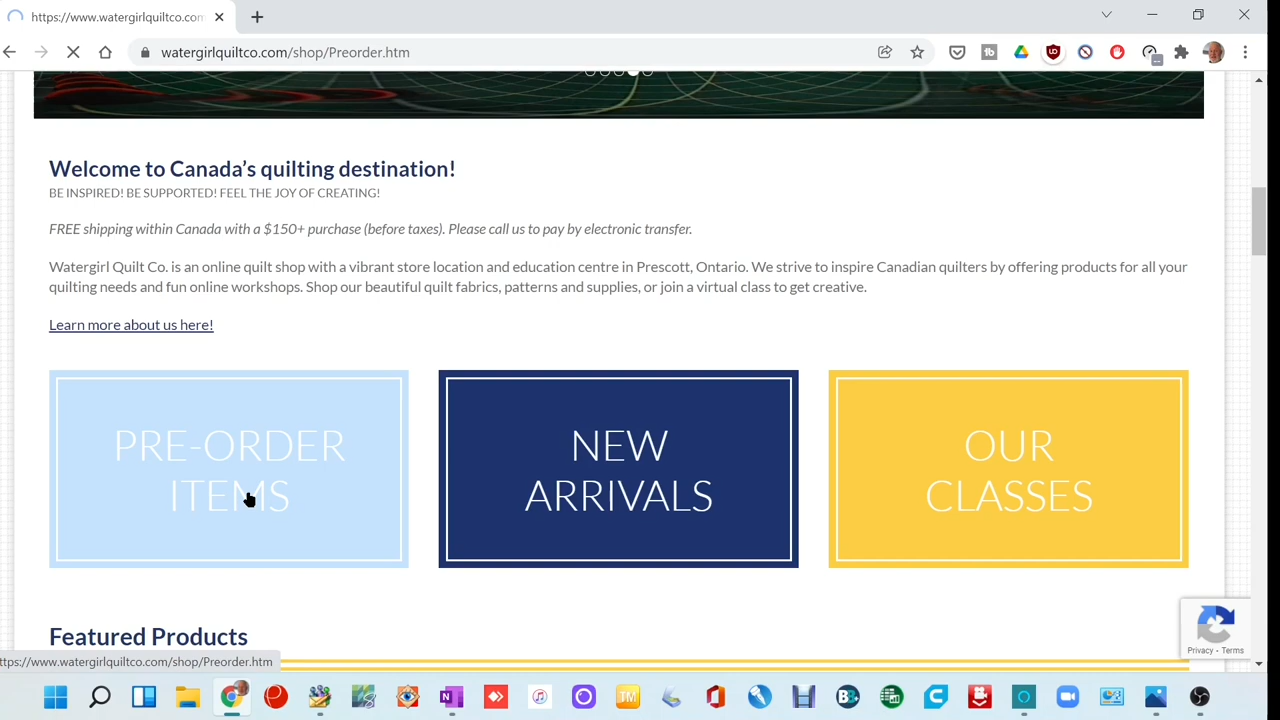 https://www.watergirlquiltco.com
watergirlquiltco.com/shop/Preorder.htm
Welcome to Canada’s quilting destination!
BE INSPIRED! BE SUPPORTED! FEEL THE JOY OF CREATING!
FREE shipping within Canada with a $150+ purchase (before taxes). Please call us to pay by electronic transfer.
Watergirl Quilt Co. is an online quilt shop with a vibrant store location and education centre in Prescott, Ontario. We strive to inspire Canadian quilters by offering products for all your
quilting needs and fun online workshops. Shop our beautiful quilt fabrics, patterns and supplies, or join a virtual class to get creative.
Learn more about us here!
PRE-ORDER
ITEMS
NEW
ARRIVALS
OUR
CLASSES
Featured Products
Privacy - Terms
ttps://www.watergirlquiltco.com/shop/Preorder.htm